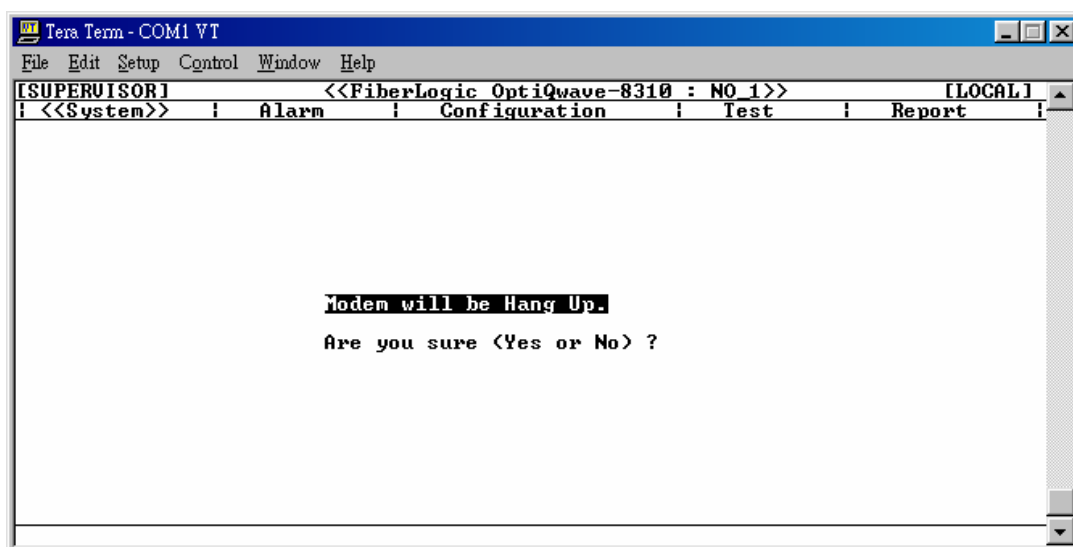 Tera Term - COM1 VT
File Edit Setup Control Window Help
[SUPERVISOR] <<FiberLogic OptiQwave-8310 : NO_1>> [LOCAL]
¦ <<System>> ¦ Alarm ¦ Configuration ¦ Test ¦ Report ¦
Modem will be Hang Up.
Are you sure (Yes or No) ?